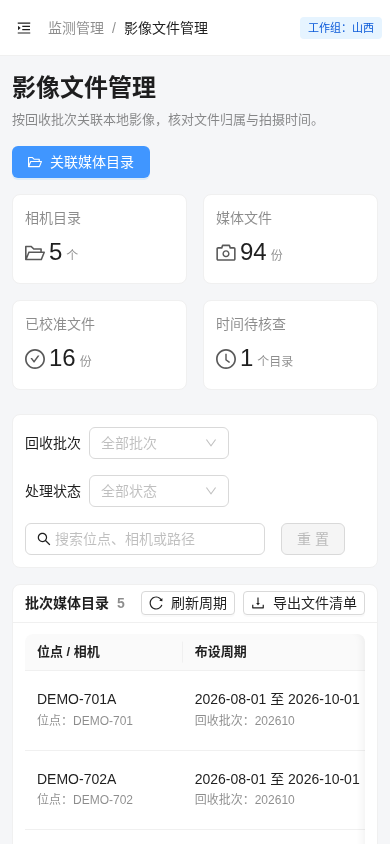 监测管理 / 影像文件管理 工作组：山西
影像文件管理
按回收批次关联本地影像，核对文件归属与拍摄时间。
关联媒体目录
相机目录 媒体文件
5 个 94 份
已校准文件 时间待核查
16 份 1 个目录
回收批次 全部批次
处理状态 全部状态
搜索位点、相机或路径 重 置
批次媒体目录 5 刷新周期 导出文件清单
位点 / 相机 布设周期
DEMO-701A 2026-08-01 至 2026-10-01
位点：DEMO-701 回收批次：202610
DEMO-702A 2026-08-01 至 2026-10-01
位点：DEMO-702 回收批次：202610